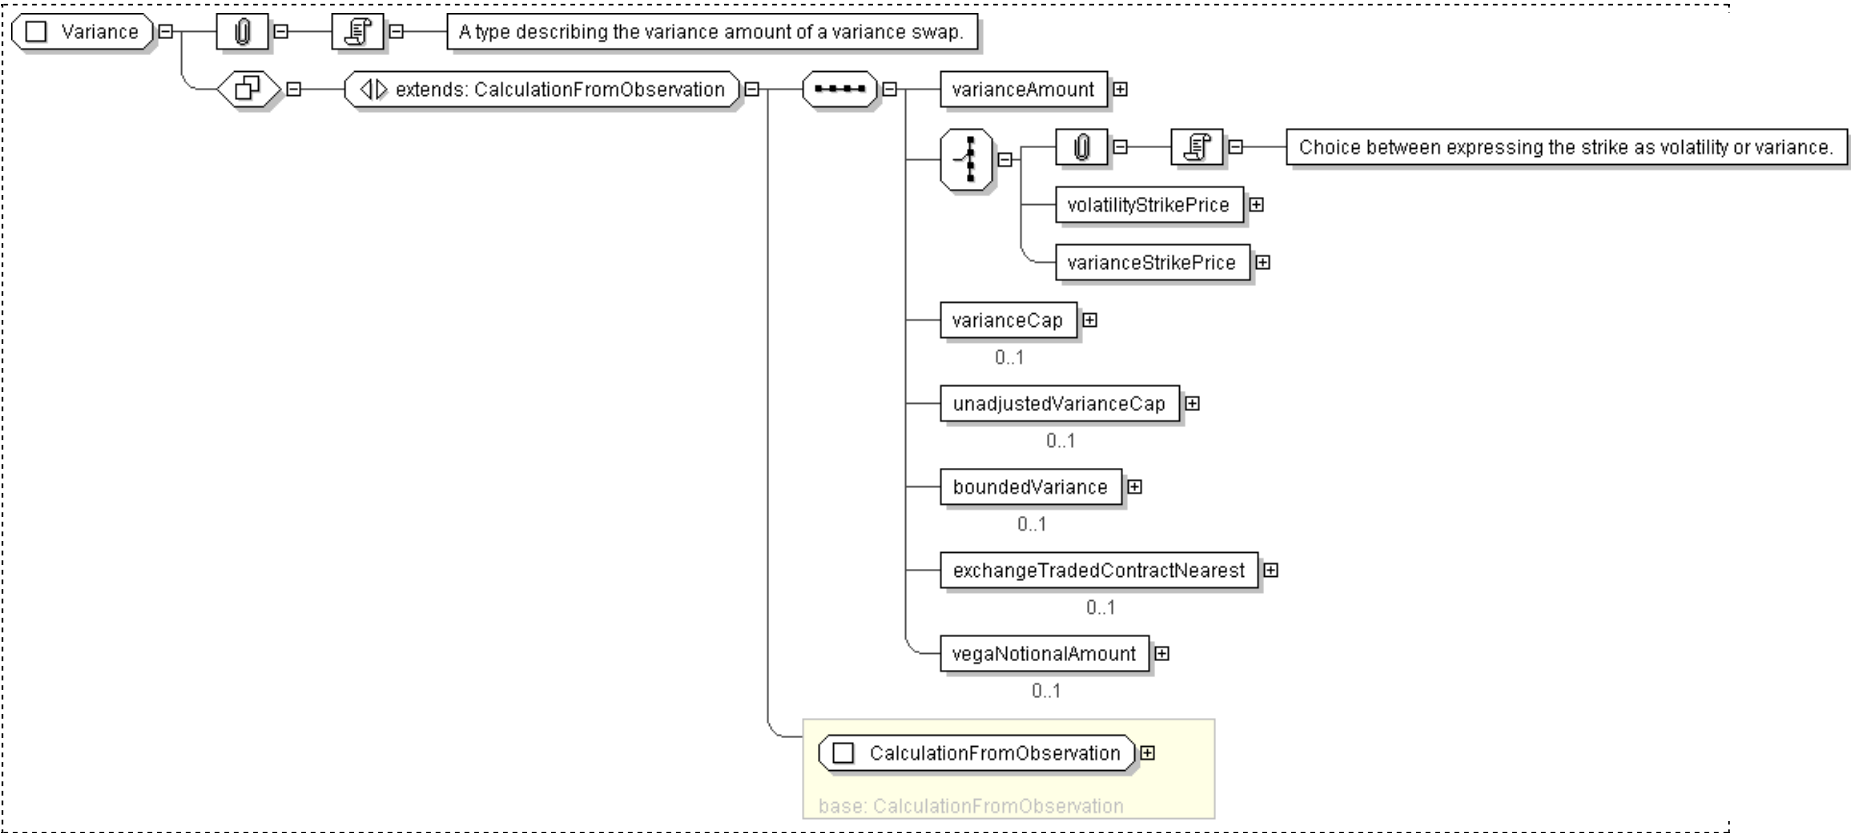 Variance
A type describing the variance amount of a variance swap.
extends: CalculationFromObservation
varianceAmount
Choice between expressing the strike as volatility or variance.
volatilityStrikePrice
varianceStrikePrice
varianceCap
0..1
unadjustedVarianceCap
0..1
boundedVariance
0..1
exchangeTradedContractNearest
0..1
vegaNotionalAmount
0..1
CalculationFromObservation
base: CalculationFromObservation